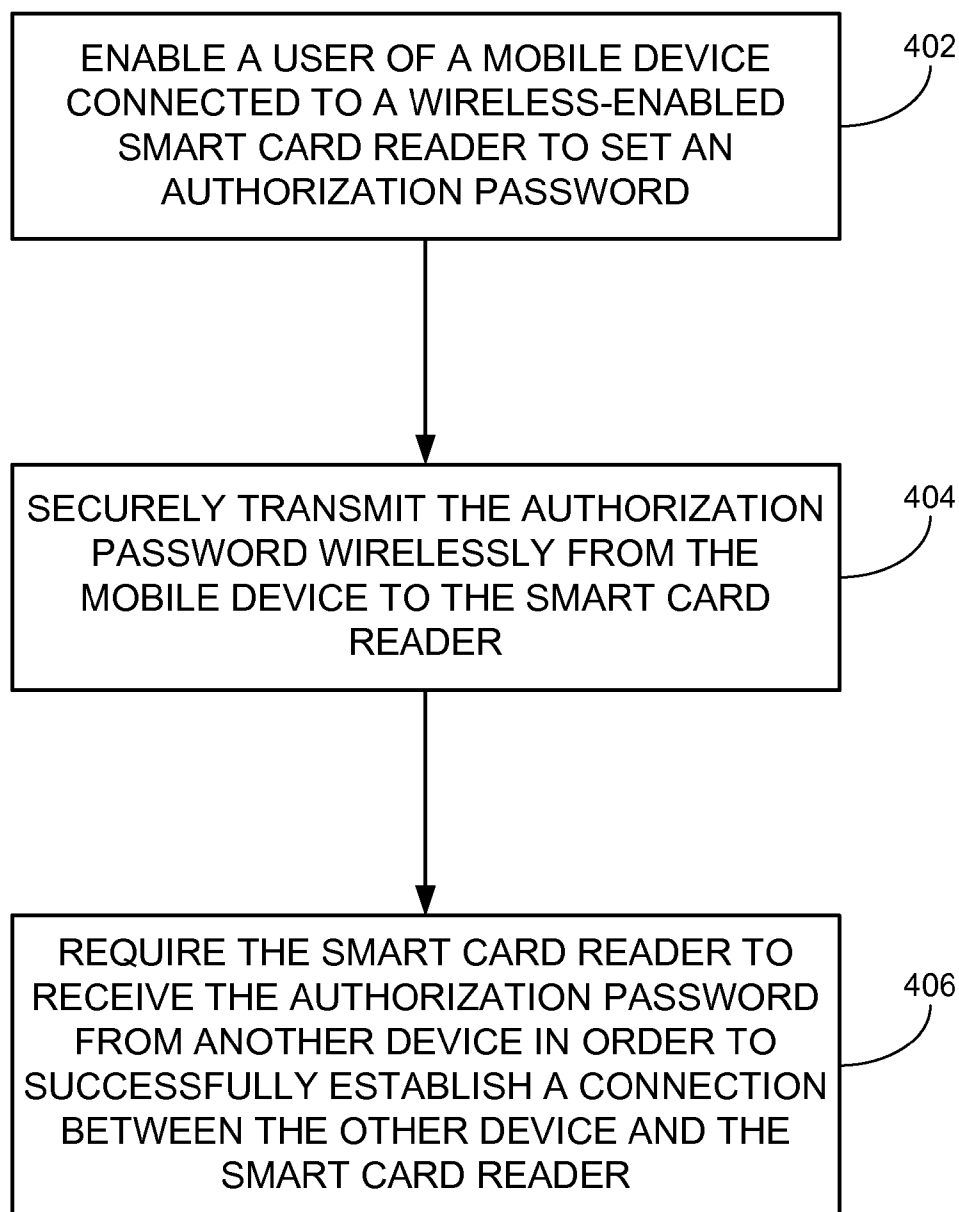 ENABLE A USER OF A MOBILE DEVICE
CONNECTED TO A WIRELESS-ENABLED
SMART CARD READER TO SET AN
AUTHORIZATION PASSWORD
402
SECURELY TRANSMIT THE AUTHORIZATION
PASSWORD WIRELESSLY FROM THE
MOBILE DEVICE TO THE SMART CARD
READER
404
REQUIRE THE SMART CARD READER TO
RECEIVE THE AUTHORIZATION PASSWORD
FROM ANOTHER DEVICE IN ORDER TO
SUCCESSFULLY ESTABLISH A CONNECTION
BETWEEN THE OTHER DEVICE AND THE
SMART CARD READER
406